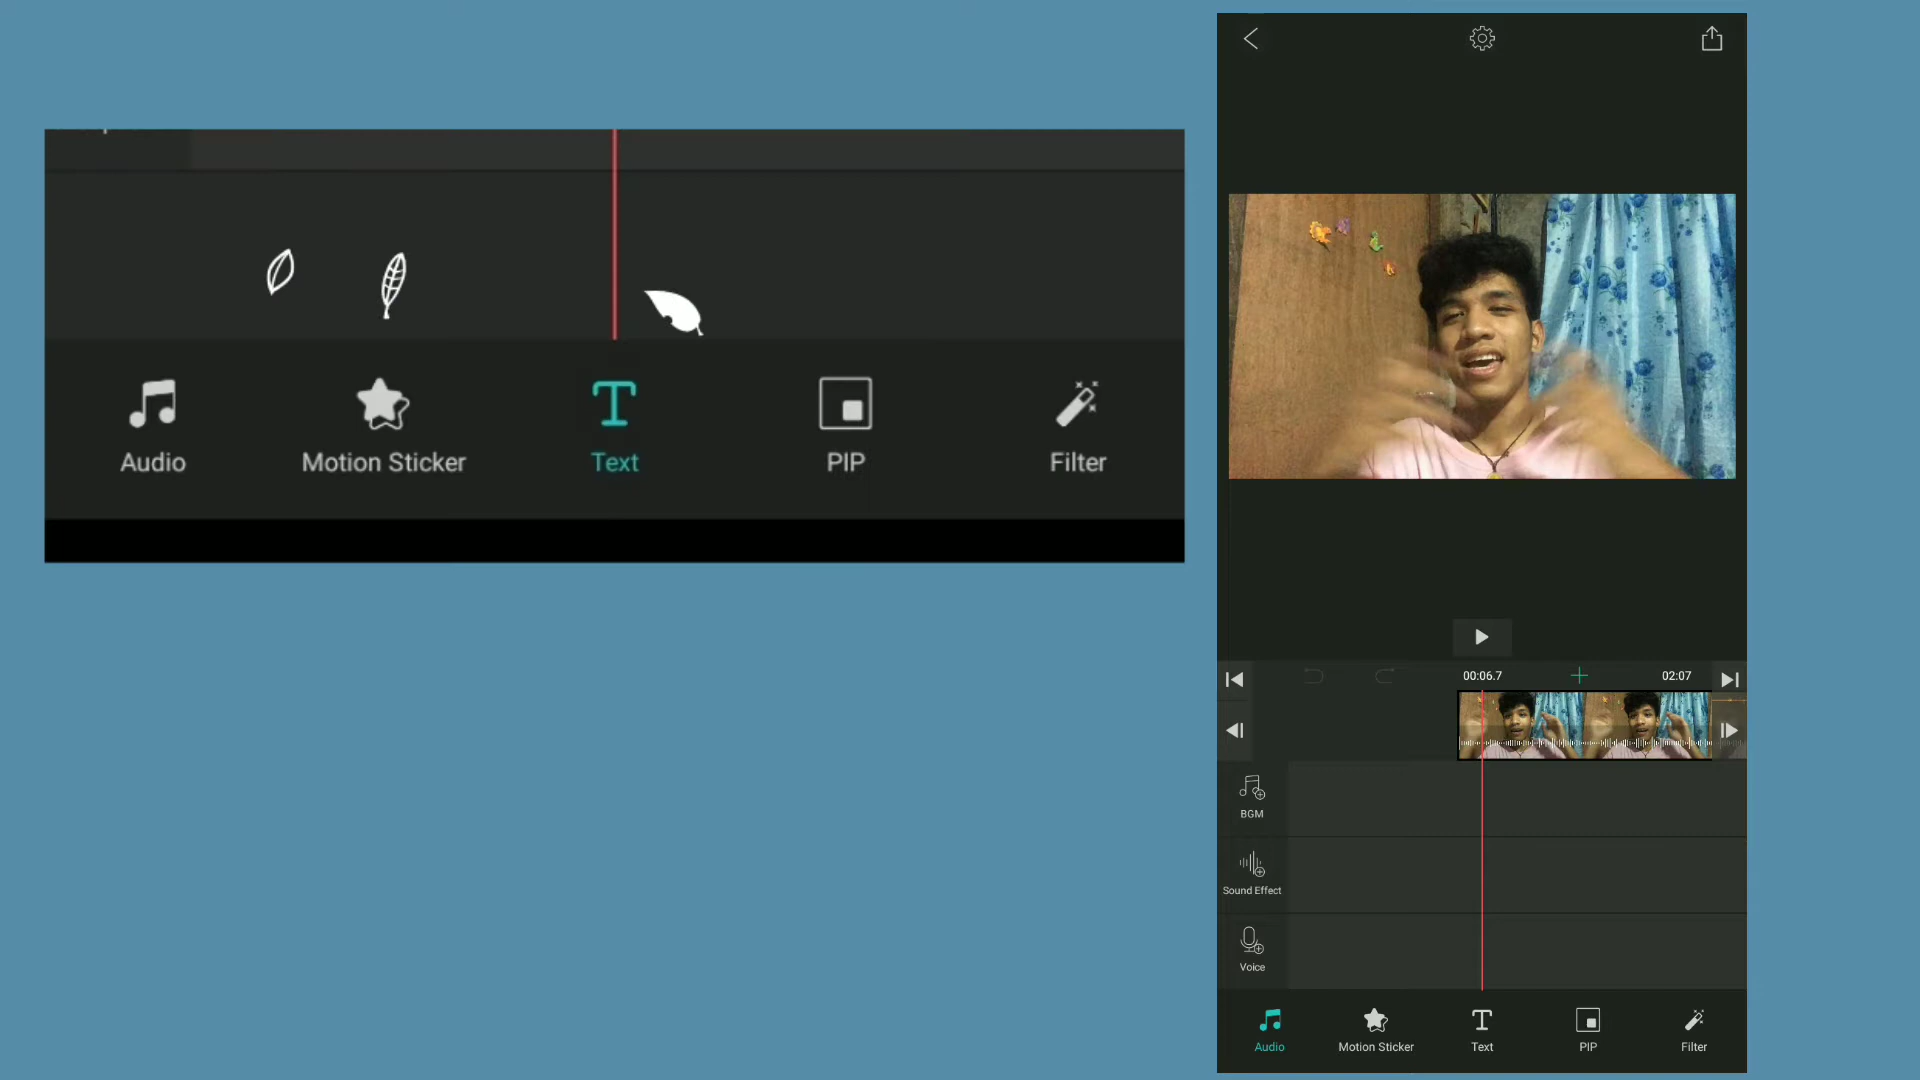 Audio
Motion Sticker
Text
PIP
Filter
00:06.7
02:07
BGM
Sound Effect
Voice
Audio
Motion Sticker
Text
PIP
Filter